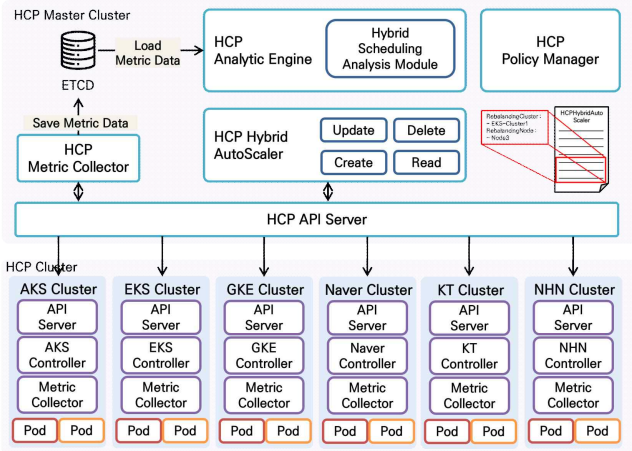 HCP Master Cluster
ETCD
Load
Metric Data
HCP
Analytic Engine
Hybrid
Scheduling
Analysis Module
HCP
Policy Manager
Save Metric Data
HCP
Metric Collector
HCP Hybrid
AutoScaler
Update
Delete
Create
Read
RebalancingCluster :
- EKS-Cluster1
RebalancingNode :
- Node3
HCPHybridAuto
Scaler
HCP API Server
HCP Cluster
AKS Cluster
API
Server
AKS
Controller
Metric
Collector
Pod
Pod
EKS Cluster
API
Server
EKS
Controller
Metric
Collector
Pod
Pod
GKE Cluster
API
Server
GKE
Controller
Metric
Collector
Pod
Pod
Naver Cluster
API
Server
Naver
Controller
Metric
Collector
Pod
Pod
KT Cluster
API
Server
KT
Controller
Metric
Collector
Pod
Pod
NHN Cluster
API
Server
NHN
Controller
Metric
Collector
Pod
Pod